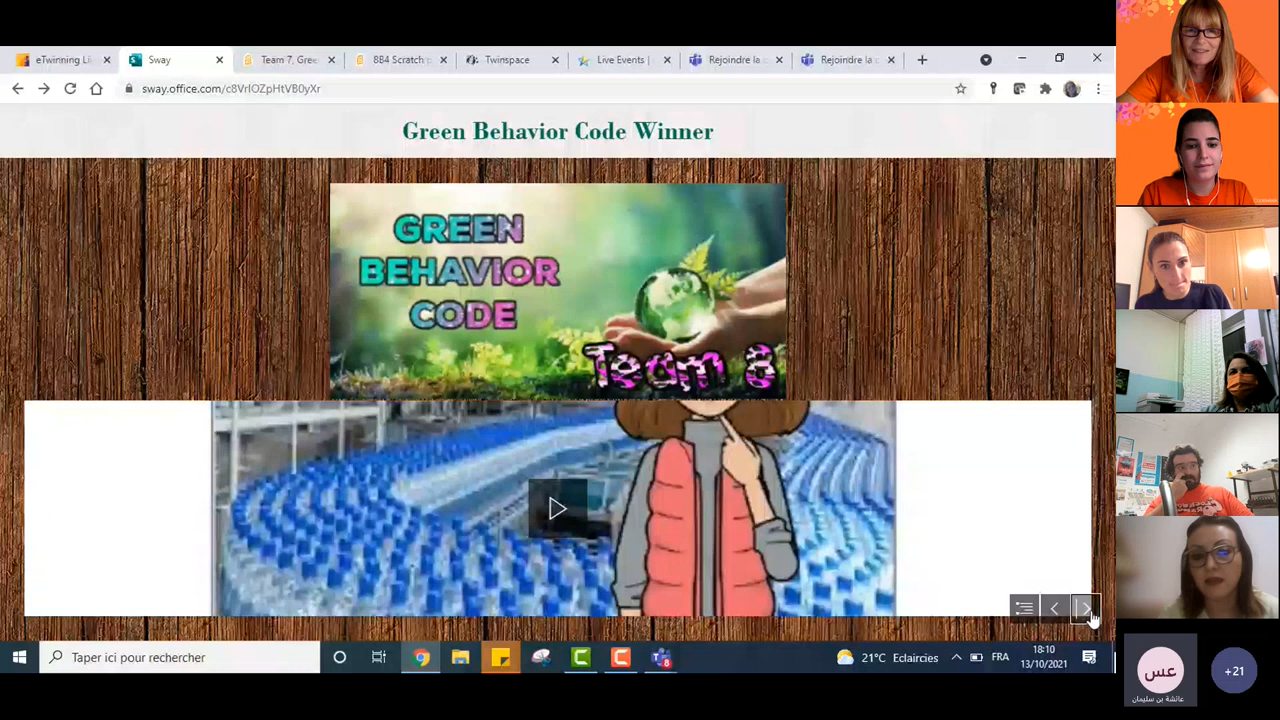 eTwinning Li
Sway
Team 7, Gree
884 Scratch p
Twinspace
Live Events |
Rejoindre la c
Rejoindre la c
sway.office.com/c8VrIOZpHtVB0yXr
Green Behavior Code Winner
GREEN
BEHAVIOR
CODE
Team 8
Taper ici pour rechercher
21°C Eclaircies
FRA
18:10
13/10/2021
8
عس
عائشة بن سليمان
+21